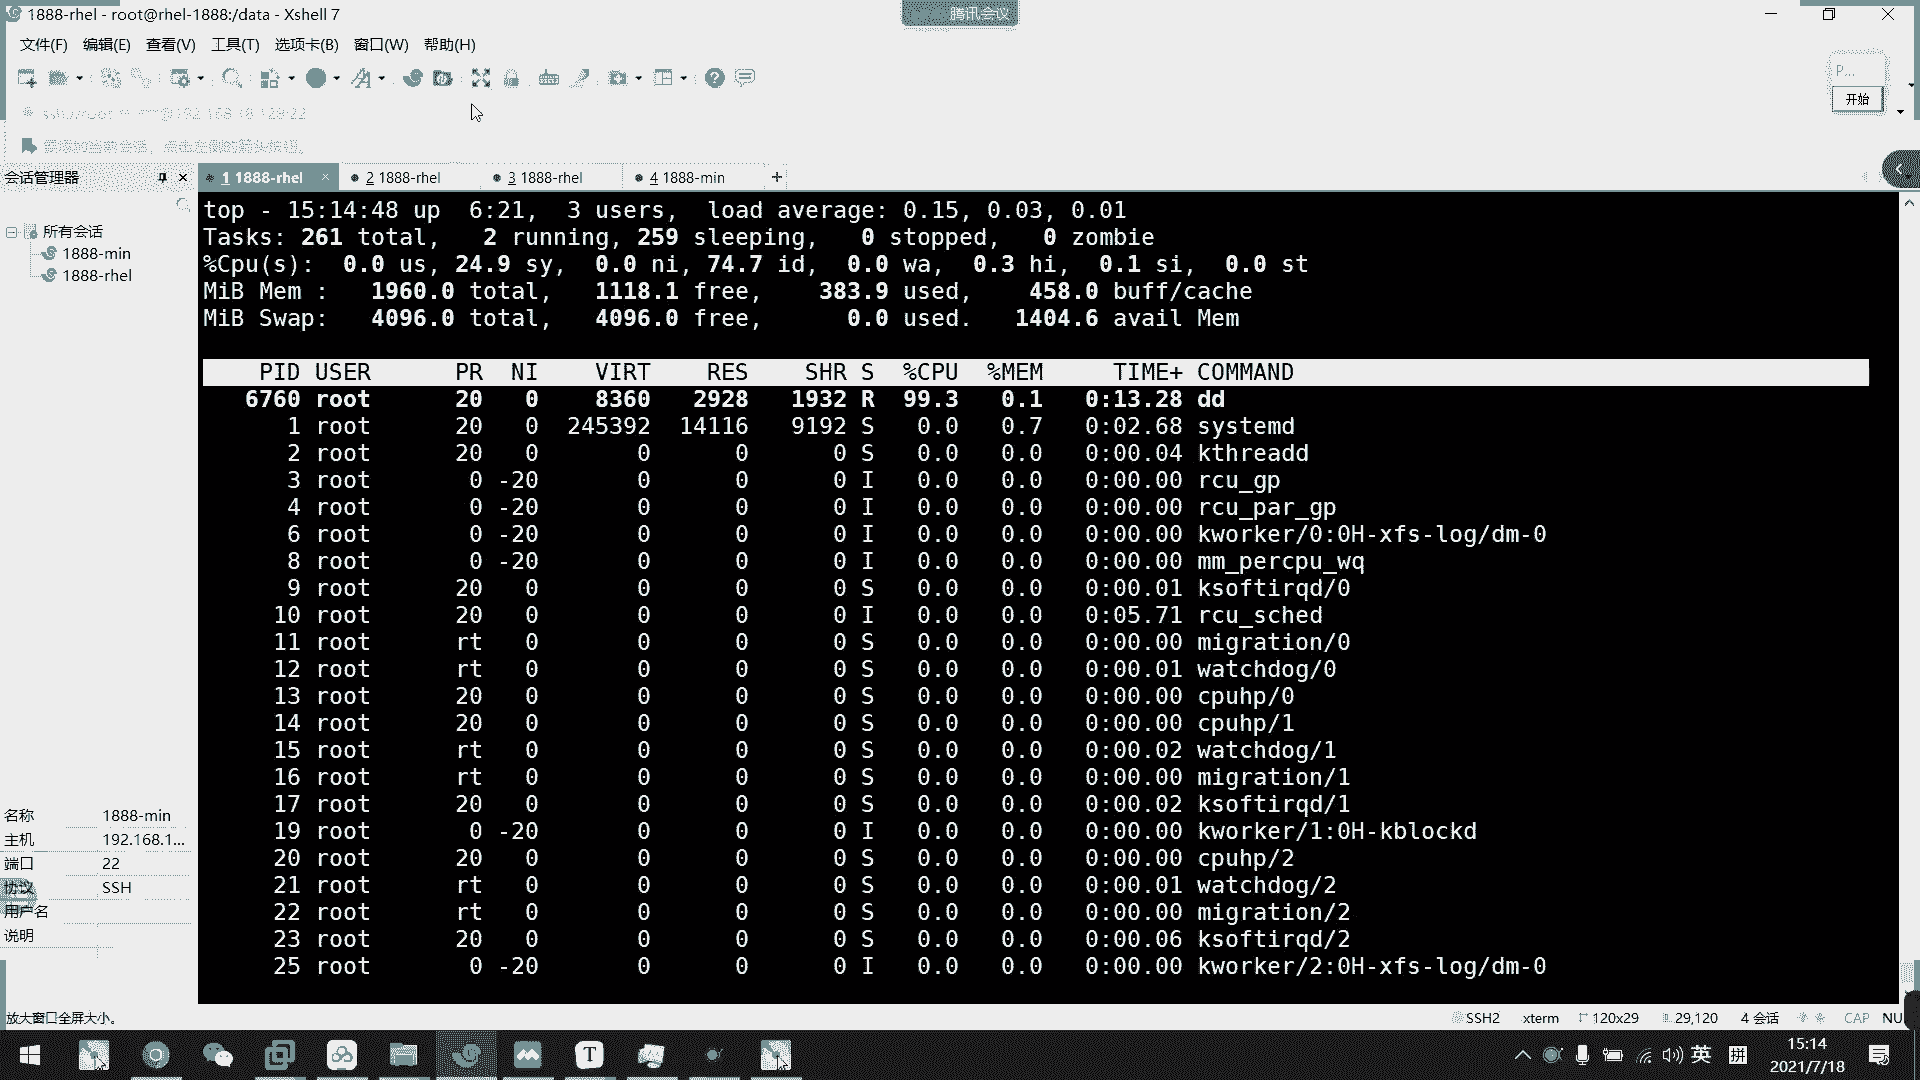 1888-rhel - root@rhel-1888:/data - Xshell 7
腾讯会议
文件(F) 编辑(E) 查看(V) 工具(T) 选项卡(B) 窗口(W) 帮助(H)
P...
开始
会话管理器
1 1888-rhel
2 1888-rhel
3 1888-rhel
4 1888-min
所有会话
1888-min
1888-rhel
top - 15:14:48 up  6:21,  3 users,  load average: 0.15, 0.03, 0.01
Tasks: 261 total,   2 running, 259 sleeping,   0 stopped,   0 zombie
%Cpu(s):  0.0 us, 24.9 sy,  0.0 ni, 74.7 id,  0.0 wa,  0.3 hi,  0.1 si,  0.0 st
MiB Mem :   1960.0 total,   1118.1 free,    383.9 used,    458.0 buff/cache
MiB Swap:   4096.0 total,   4096.0 free,      0.0 used.   1404.6 avail Mem
PID USER      PR  NI    VIRT    RES    SHR S  %CPU  %MEM     TIME+ COMMAND
6760 root      20   0    8360   2928   1932 R  99.3   0.1   0:13.28 dd
1 root      20   0  245392  14116   9192 S   0.0   0.7   0:02.68 systemd
2 root      20   0       0      0      0 S   0.0   0.0   0:00.04 kthreadd
3 root       0 -20       0      0      0 I   0.0   0.0   0:00.00 rcu_gp
4 root       0 -20       0      0      0 I   0.0   0.0   0:00.00 rcu_par_gp
6 root       0 -20       0      0      0 I   0.0   0.0   0:00.00 kworker/0:0H-xfs-log/dm-0
8 root       0 -20       0      0      0 I   0.0   0.0   0:00.00 mm_percpu_wq
9 root      20   0       0      0      0 S   0.0   0.0   0:00.01 ksoftirqd/0
10 root      20   0       0      0      0 I   0.0   0.0   0:05.71 rcu_sched
11 root      rt   0       0      0      0 S   0.0   0.0   0:00.00 migration/0
12 root      rt   0       0      0      0 S   0.0   0.0   0:00.01 watchdog/0
13 root      20   0       0      0      0 S   0.0   0.0   0:00.00 cpuhp/0
14 root      20   0       0      0      0 S   0.0   0.0   0:00.00 cpuhp/1
15 root      rt   0       0      0      0 S   0.0   0.0   0:00.02 watchdog/1
16 root      rt   0       0      0      0 S   0.0   0.0   0:00.00 migration/1
17 root      20   0       0      0      0 S   0.0   0.0   0:00.02 ksoftirqd/1
19 root       0 -20       0      0      0 I   0.0   0.0   0:00.00 kworker/1:0H-kblockd
20 root      20   0       0      0      0 S   0.0   0.0   0:00.00 cpuhp/2
21 root      rt   0       0      0      0 S   0.0   0.0   0:00.01 watchdog/2
22 root      rt   0       0      0      0 S   0.0   0.0   0:00.00 migration/2
23 root      20   0       0      0      0 S   0.0   0.0   0:00.06 ksoftirqd/2
25 root       0 -20       0      0      0 I   0.0   0.0   0:00.00 kworker/2:0H-xfs-log/dm-0
名称 1888-min
主机 192.168.1...
端口 22
协议 SSH
用户名
说明
放大窗口全屏大小。
SSH2 xterm 120x29 29,120 4 会话 CAP NU
英 拼
15:14
2021/7/18